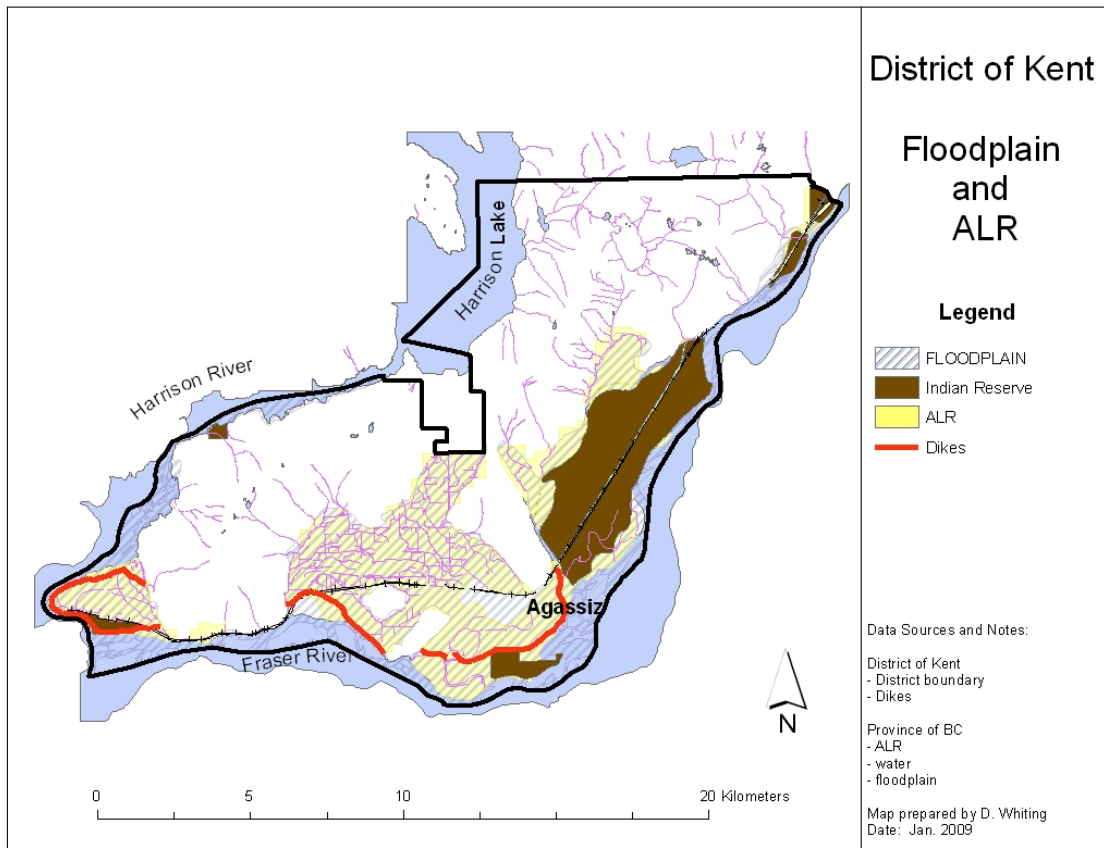 District of Kent
Floodplain
and
ALR
Legend
FLOODPLAIN
Indian Reserve
ALR
Dikes
Harrison Lake
Harrison River
Agassiz
Fraser River
N
0 5 10 20 Kilometers
Data Sources and Notes:
District of Kent
- District boundary
- Dikes
Province of BC
- ALR
- water
- floodplain
Map prepared by D. Whiting
Date: Jan. 2009